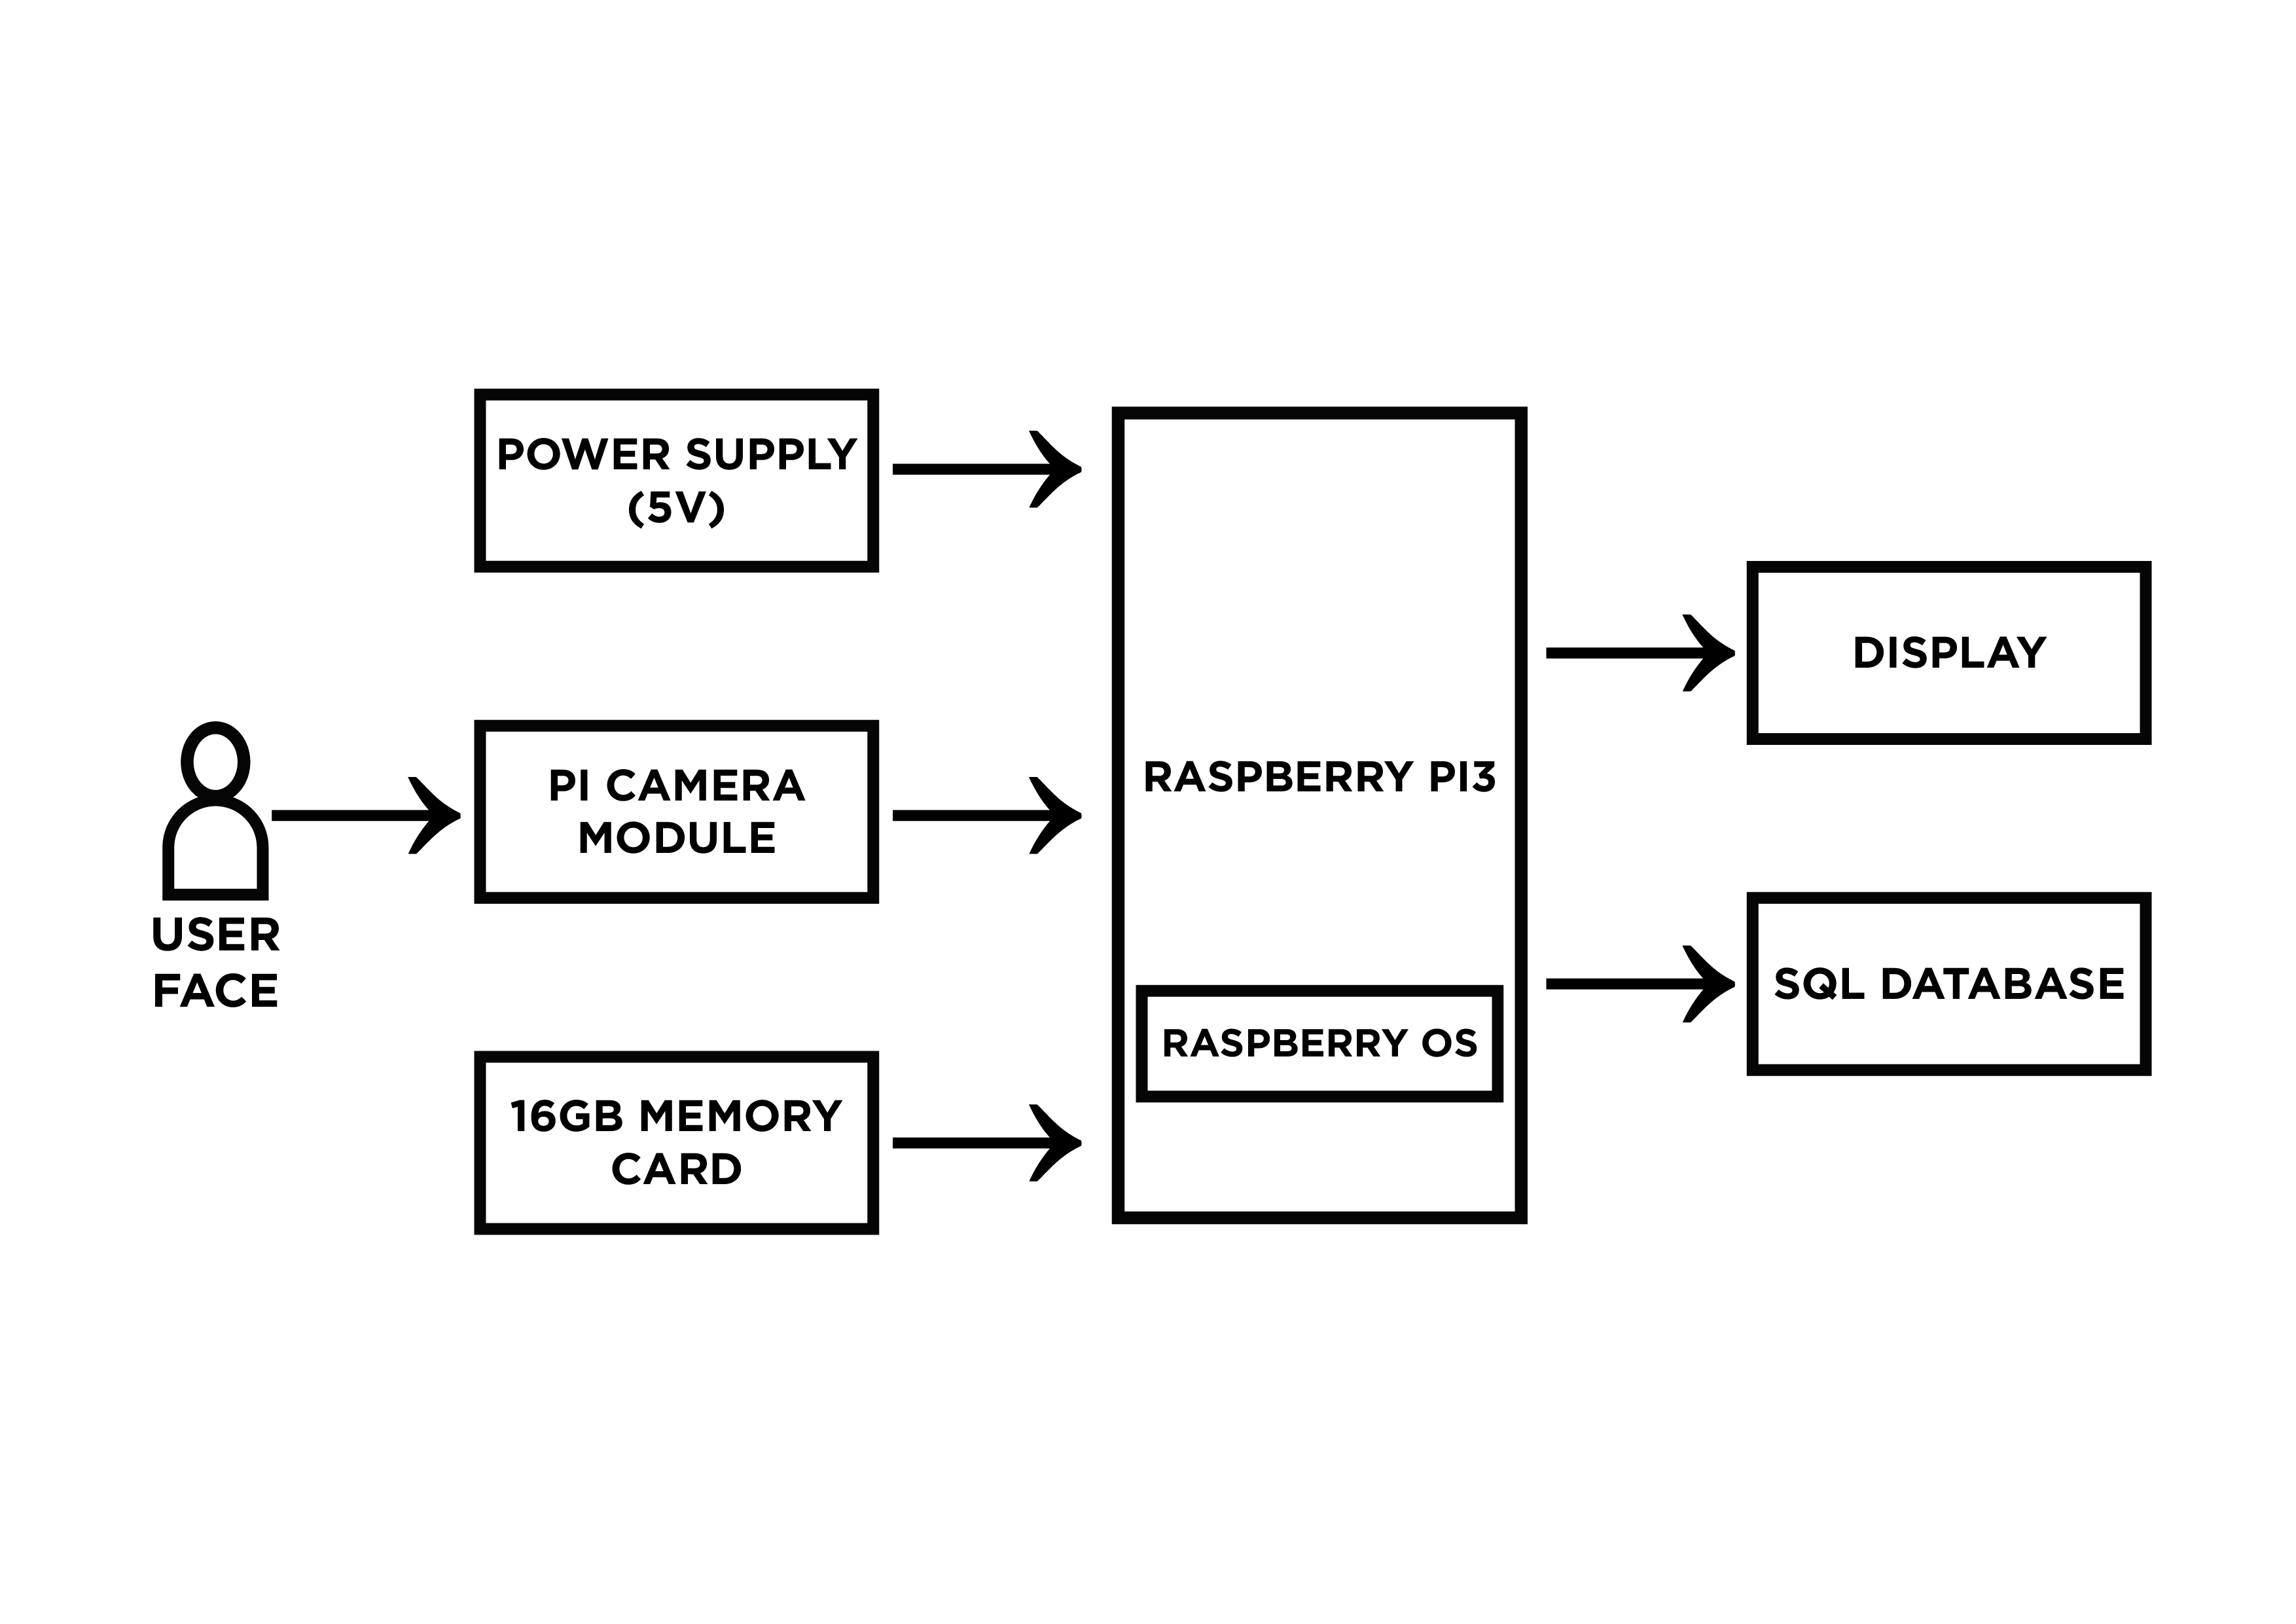 POWER SUPPLY
(5V)
USER
FACE
PI CAMERA
MODULE
16GB MEMORY
CARD
RASPBERRY PI3
RASPBERRY OS
DISPLAY
SQL DATABASE